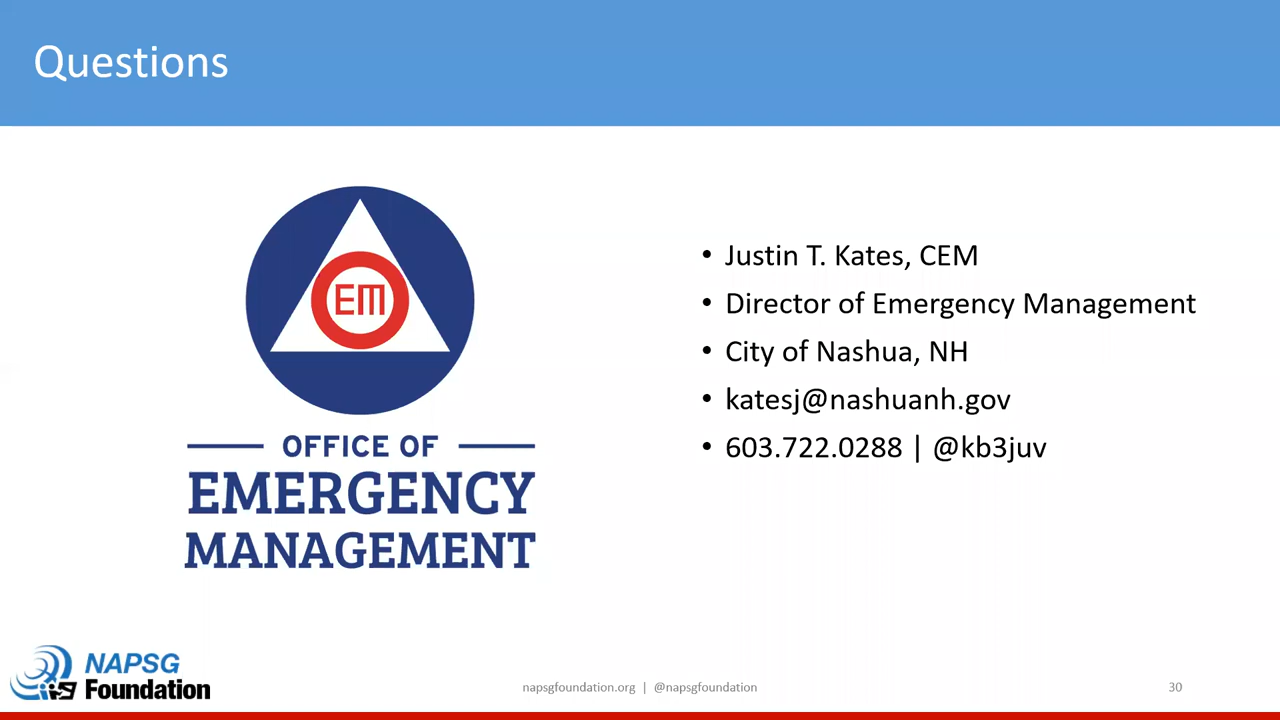 Questions
EM
OFFICE OF
EMERGENCY
MANAGEMENT
• Justin T. Kates, CEM
• Director of Emergency Management
• City of Nashua, NH
• katesj@nashuanh.gov
• 603.722.0288 | @kb3juv
NAPSG
Foundation
napsgfoundation.org | @napsgfoundation
30